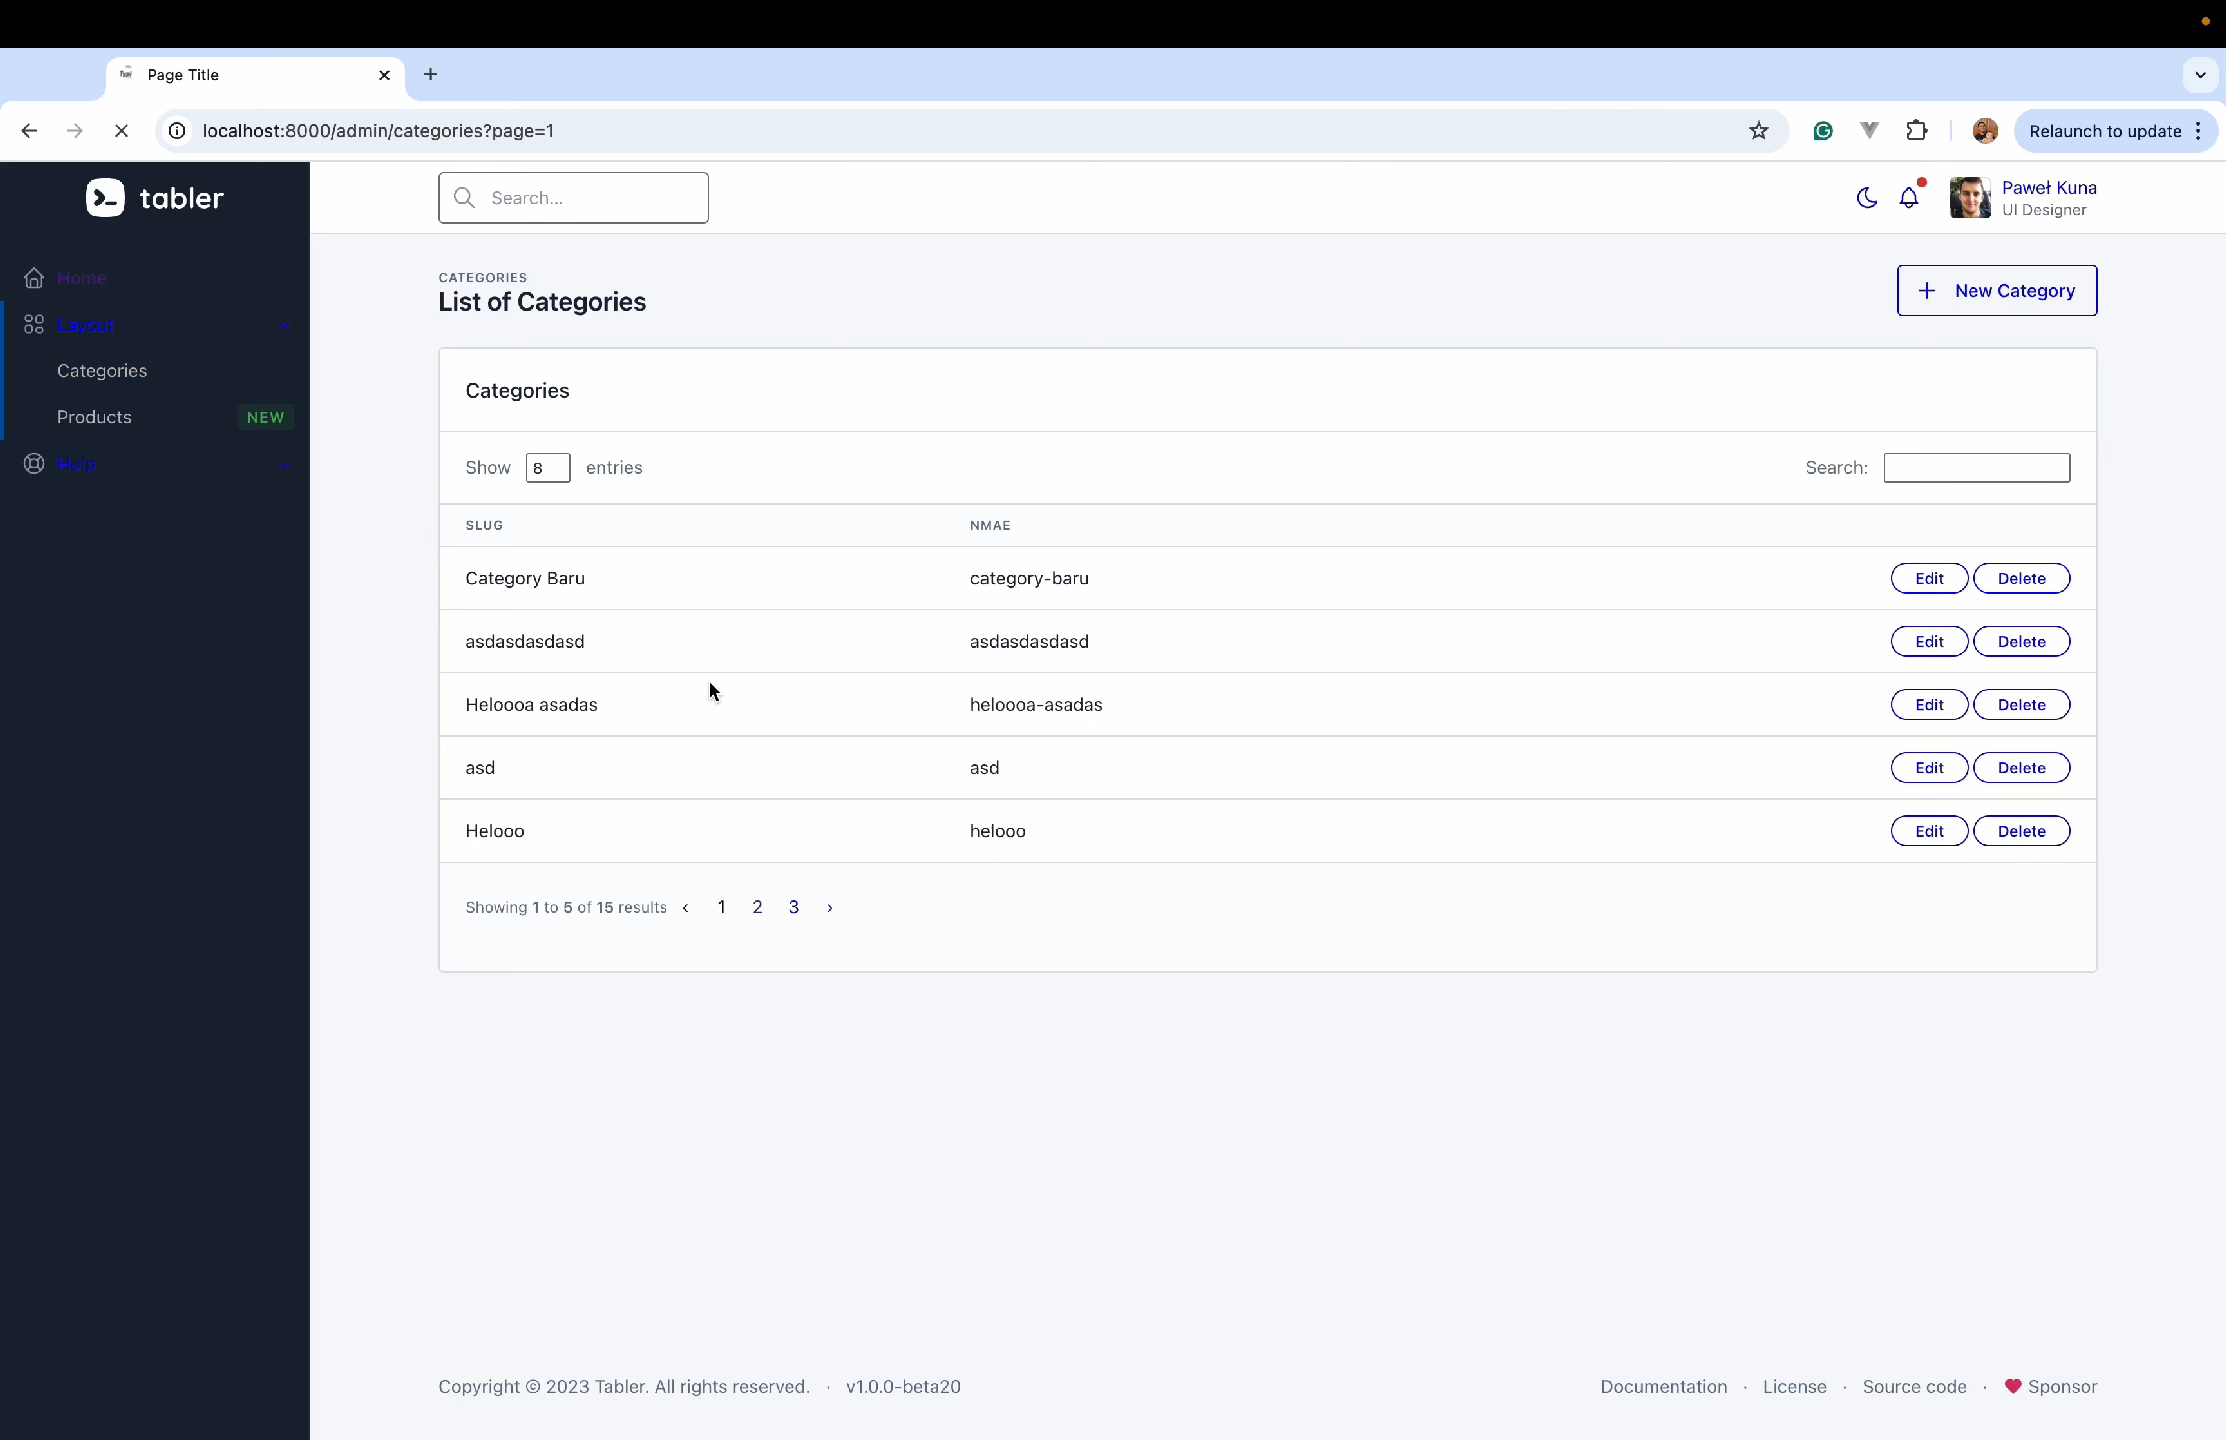 Page Title
localhost:8000/admin/categories?page=1
Relaunch to update
tabler
Search...
Paweł Kuna
UI Designer
Home
Layout
Categories
Products NEW
Help
CATEGORIES
List of Categories
New Category
Categories
Show 8 entries
Search:
SLUG NMAE
Category Baru category-baru Edit Delete
asdasdasdasd asdasdasdasd Edit Delete
Heloooa asadas heloooa-asadas Edit Delete
asd asd Edit Delete
Helooo helooo Edit Delete
Showing 1 to 5 of 15 results ‹ 1 2 3 ›
Copyright © 2023 Tabler. All rights reserved. · v1.0.0-beta20
Documentation · License · Source code · Sponsor